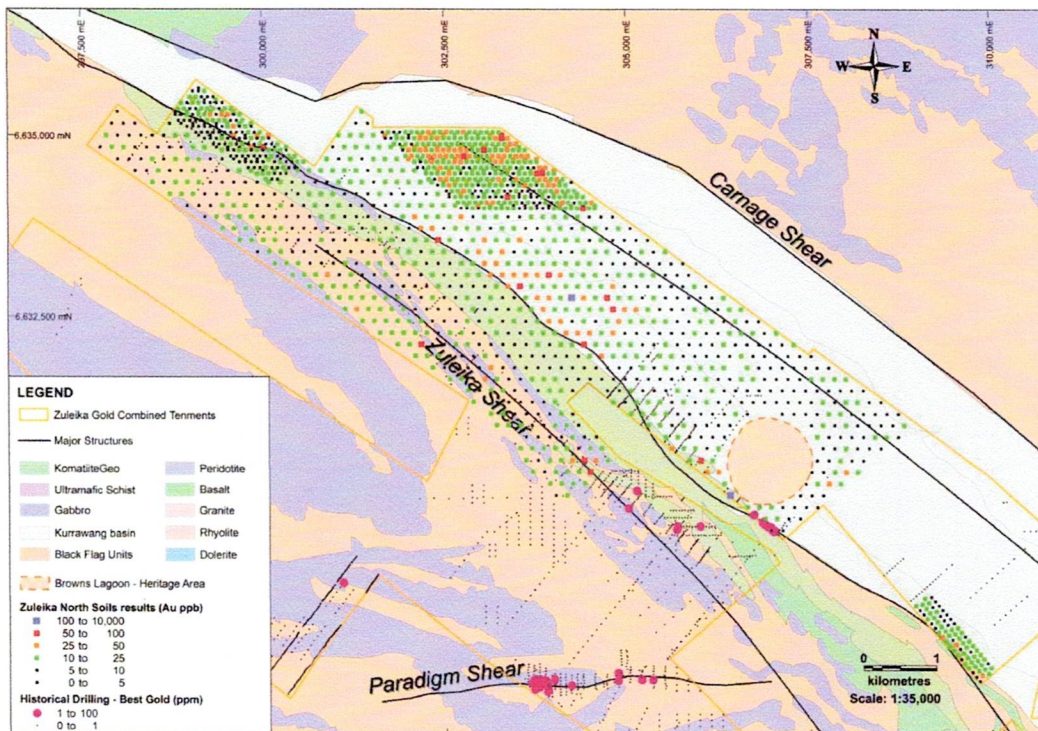 297,500 mE
300,000 mE
302,500 mE
305,000 mE
307,500 mE
310,000 mE
N
W E
S
6,635,000 mN
6,632,500 mN
Carnage Shear
Zuleika Shear
Paradigm Shear
LEGEND
Zuleika Gold Combined Tenments
Major Structures
KomatiiteGeo Peridotite
Ultramafic Schist Basalt
Gabbro Granite
Kurrawang basin Rhyolite
Black Flag Units Dolerite
Browns Lagoon - Heritage Area
Zuleika North Soils results (Au ppb)
100 to 10,000
50 to 100
25 to 50
10 to 25
5 to 10
0 to 5
Historical Drilling - Best Gold (ppm)
1 to 100
0 to 1
0 1
kilometres
Scale: 1:35,000